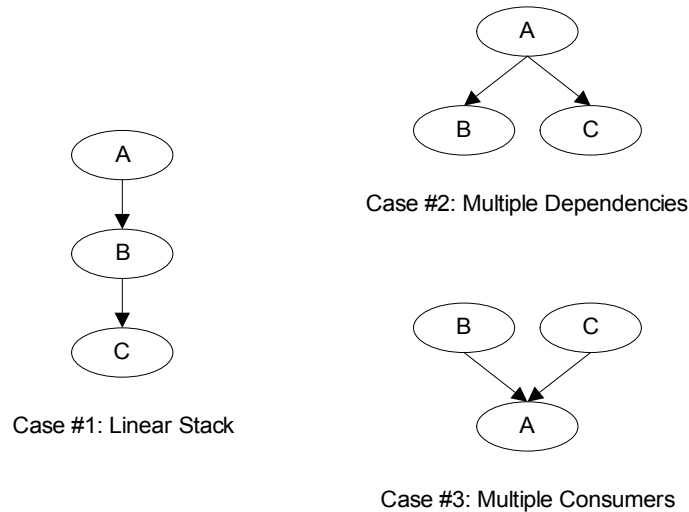 A
B
C
Case #1: Linear Stack
A
B C
Case #2: Multiple Dependencies
B C
A
Case #3: Multiple Consumers